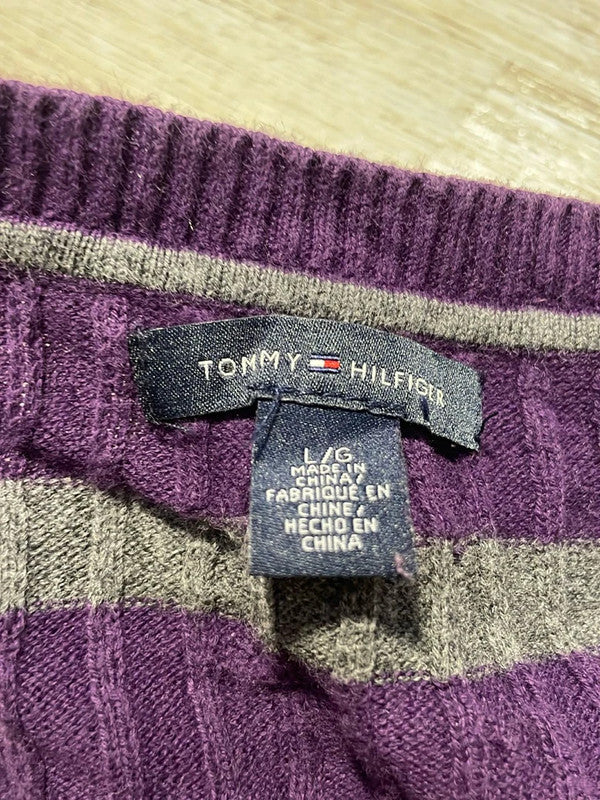 TOMMY HILFIGER
L/G
MADE IN
CHINA/
FABRIQUÉ EN
CHINE/
HECHO EN
CHINA